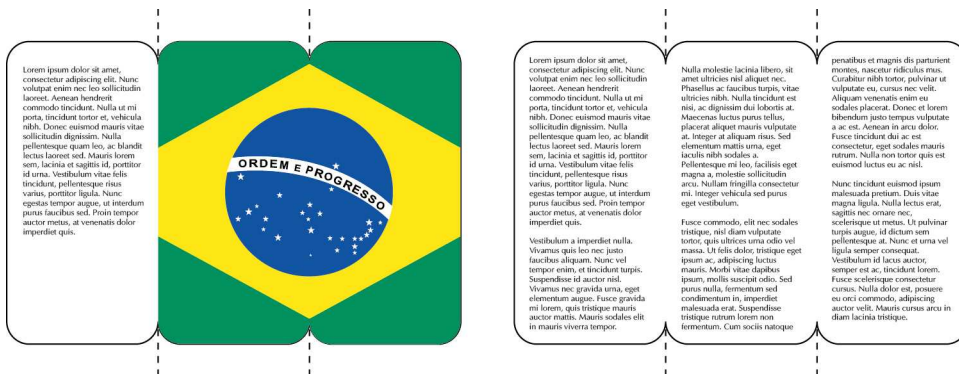 Lorem ipsum dolor sit amet,
consectetur adipiscing elit. Nunc
volutpat enim nec leo sollicitudin
laoreet. Aenean hendrerit
commodo tincidunt. Nulla ut mi
porta, tincidunt tortor et, vehicula
nibh. Donec euismod mauris vitae
sollicitudin dignissim. Nulla
pellentesque quam leo, ac blandit
lectus laoreet sed. Mauris lorem
sem, lacinia et sagittis id, porttitor
id urna. Vestibulum vitae felis
tincidunt, pellentesque risus
varius, porttitor ligula. Nunc
egestas tempor augue, ut interdum
purus faucibus sed. Proin tempor
auctor metus, at venenatis dolor
imperdiet quis.
ORDEM E PROGRESSO
Lorem ipsum dolor sit amet,
consectetur adipiscing elit. Nunc
volutpat enim nec leo sollicitudin
laoreet. Aenean hendrerit
commodo tincidunt. Nulla ut mi
porta, tincidunt tortor et, vehicula
nibh. Donec euismod mauris vitae
sollicitudin dignissim. Nulla
pellentesque quam leo, ac blandit
lectus laoreet sed. Mauris lorem
sem, lacinia et sagittis id, porttitor
id urna. Vestibulum vitae felis
tincidunt, pellentesque risus
varius, porttitor ligula. Nunc
egestas tempor augue, ut interdum
purus faucibus sed. Proin tempor
auctor metus, at venenatis dolor
imperdiet quis.
Vestibulum a imperdiet nulla.
Vivamus quis leo nec justo
faucibus aliquam. Nunc vel
tempor enim, et tincidunt turpis.
Suspendisse id auctor nisl.
Vivamus nec gravida urna, eget
elementum augue. Fusce gravida
mi lorem, quis tristique mauris
auctor mattis. Mauris sodales elit
in mauris viverra tempor.
Nulla molestie lacinia libero, sit
amet ultricies nisl aliquet nec.
Phasellus ac faucibus turpis, vitae
ultricies nibh. Nulla tincidunt est
nisi, ac dignissim dui lobortis at.
Maecenas luctus purus tellus,
placerat aliquet mauris vulputate
at. Integer at aliquam risus. Sed
elementum mattis urna, eget
iaculis nibh sodales a.
Pellentesque mi leo, facilisis eget
magna a, molestie sollicitudin
arcu. Nullam fringilla consectetur
mi. Integer vehicula sed purus
eget vestibulum.
Fusce commodo, elit nec sodales
tristique, nisl diam vulputate
tortor, quis ultrices urna odio vel
massa. Ut felis dolor, tristique eget
ipsum ac, adipiscing luctus
mauris. Morbi vitae dapibus
ipsum, mollis suscipit odio. Sed
purus nulla, fermentum sed
condimentum in, imperdiet
malesuada erat. Suspendisse
tristique rutrum lorem non
fermentum. Cum sociis natoque
penatibus et magnis dis parturient
montes, nascetur ridiculus mus.
Curabitur nibh tortor, pulvinar ut
vulputate eu, cursus nec velit.
Aliquam venenatis enim eu
sodales placerat. Donec et lorem
bibendum justo tempus vulputate
a ac est. Aenean in arcu dolor.
Fusce tincidunt dui ac est
consectetur, eget sodales mauris
rutrum. Nulla non tortor quis est
euismod luctus eu ac nisl.
Nunc tincidunt euismod ipsum
malesuada pretium. Duis vitae
magna ligula. Nulla lectus erat,
sagittis nec ornare nec,
scelerisque ut metus. Ut pulvinar
turpis augue, id dictum sem
pellentesque at. Nunc et urna vel
ligula semper consequat.
Vestibulum id lacus auctor,
semper est ac, tincidunt lorem.
Fusce scelerisque consectetur
cursus. Nulla dolor est, posuere
eu orci commodo, adipiscing
auctor velit. Mauris cursus arcu in
diam lacinia tristique.